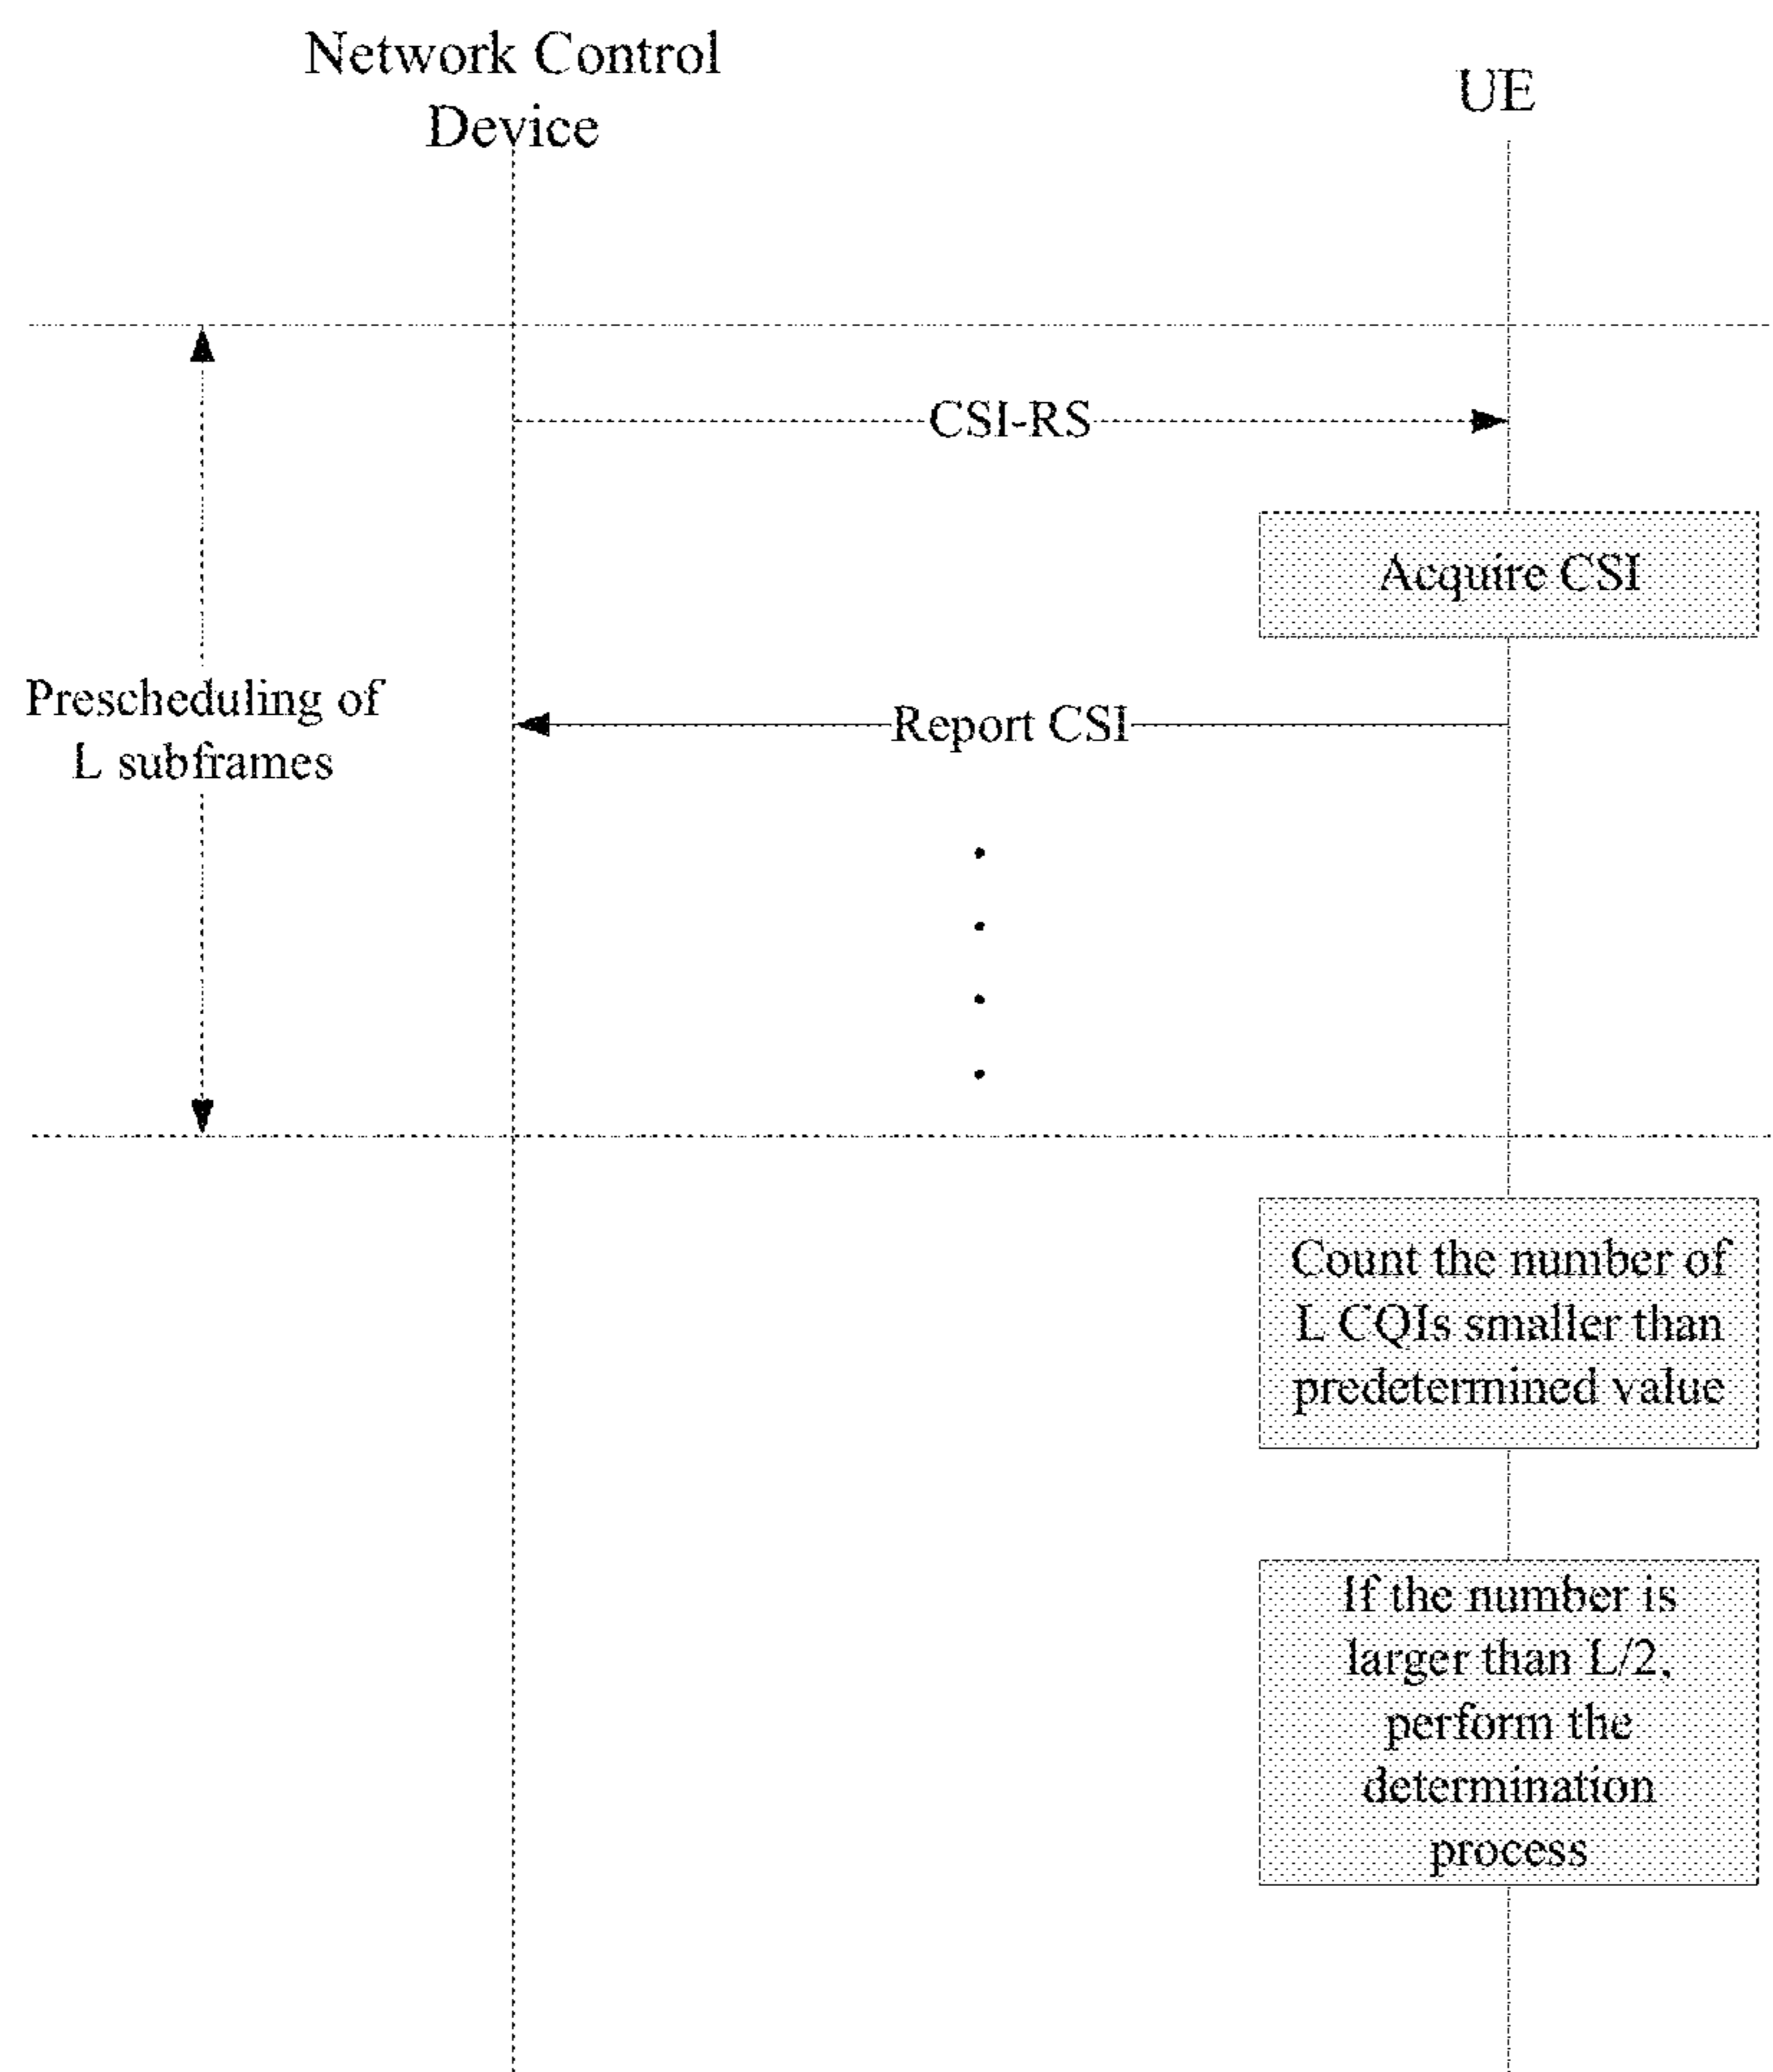 Network Control
Device
UE
CSI-RS
Acquire CSI
Prescheduling of
L subframes
Report CSI
Count the number of
L CQIs smaller than
predetermined value
If the number is
larger than L/2,
perform the
determination
process